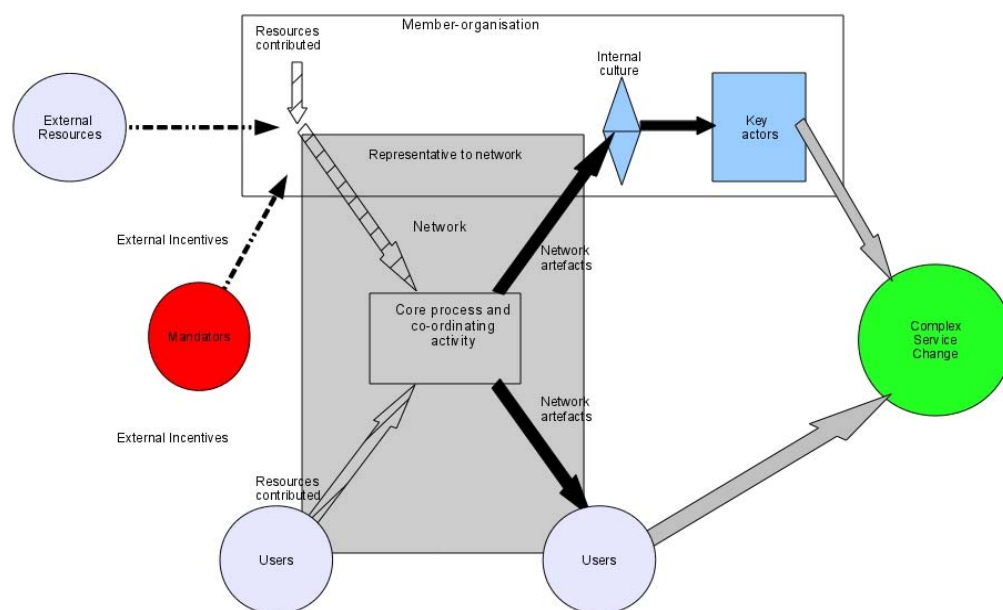 Member-organisation
Resources
contributed
Internal
culture
External
Resources
Key
actors
Representative to network
Network
External Incentives
Network
artefacts
Core process and
co-ordinating
activity
Mandators
Complex
Service
Change
Network
artefacts
External Incentives
Resources
contributed
Users
Users